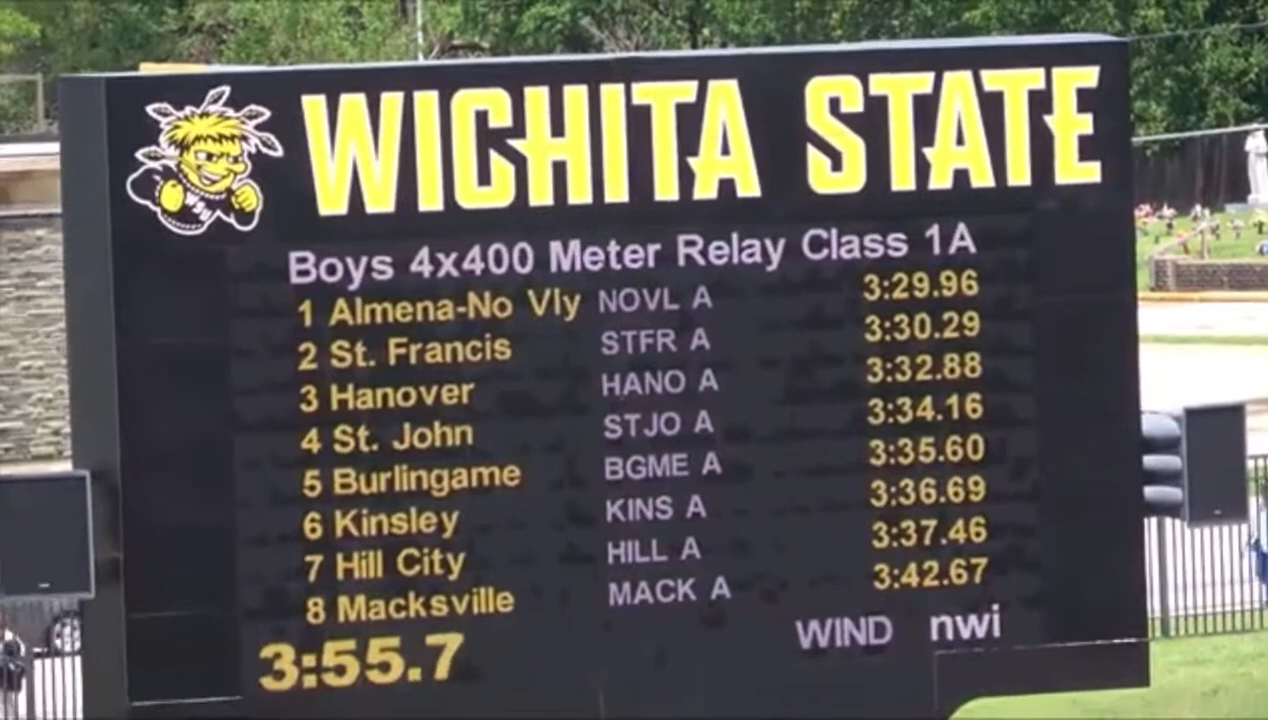 WICHITA STATE
WSU
Boys 4x400 Meter Relay Class 1A
1 Almena-No Vly NOVL A 3:29.96
2 St. Francis STFR A 3:30.29
3 Hanover HANO A 3:32.88
4 St. John STJO A 3:34.16
5 Burlingame BGME A 3:35.60
6 Kinsley KINS A 3:36.69
7 Hill City HILL A 3:37.46
8 Macksville MACK A 3:42.67
3:55.7 WIND nwi